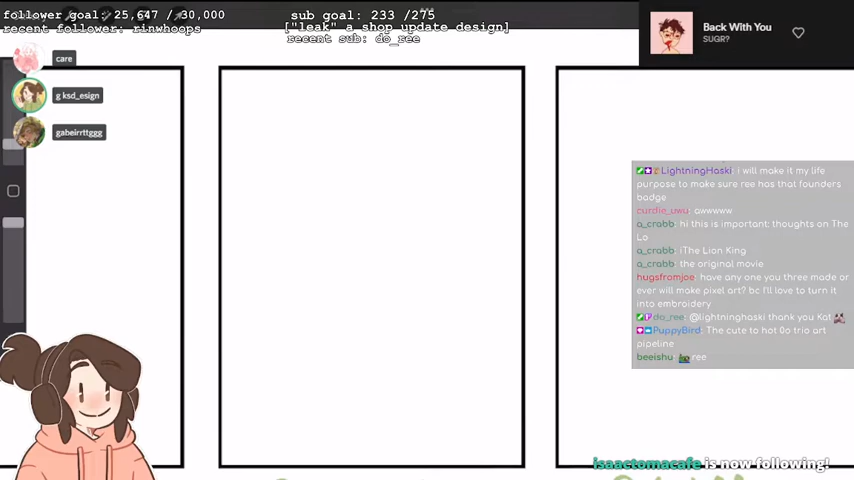 follower goal: 25,647 / 30,000
recent follower: rinwhoops
sub goal: 233 /275
["leak" a shop update design]
recent sub: do_ree
Back With You
SUGR?
care
g ksd_esign
gabeirrttggg
LightningHaski: i will make it my life
purpose to make sure ree has that founders
badge
curdie_uwu: awwwww
a_crabb: hi this is important: thoughts on The
Lo
a_crabb: iThe Lion King
a_crabb: the original movie
hugsfromjoe: have any one you three made or
ever will make pixel art? bc I'll love to turn it
into embroidery
do_ree: @lightninghaski thank you Kat
PuppyBird: The cute to hot 0o trio art
pipeline
beeishu: ree
isaactomacafe is now following!